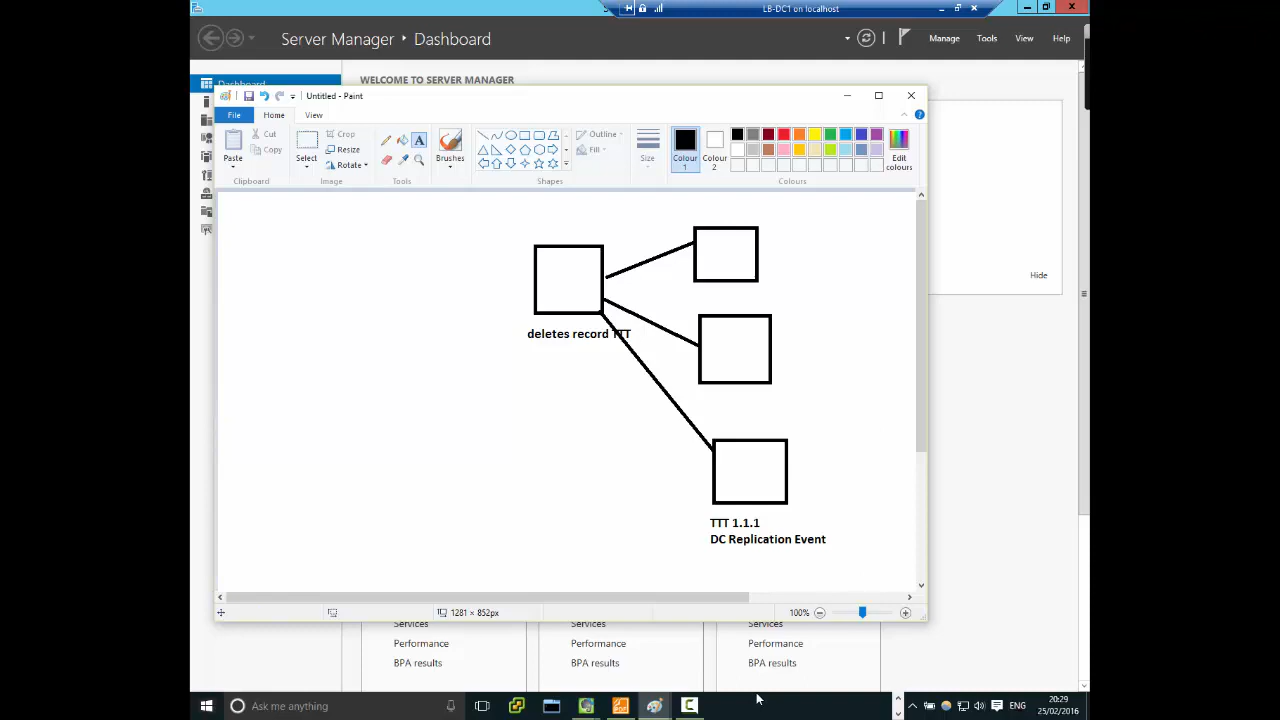 LB-DC1 on localhost
Server Manager ‣ Dashboard
Manage Tools View Help
Dashboard
WELCOME TO SERVER MANAGER
Untitled - Paint
File Home View
Paste
Cut
Copy
Clipboard
Select
Crop
Resize
Rotate
Image
Tools
Brushes
Outline
Fill
Shapes
Size
Colour 1
Colour 2
Edit colours
Colours
Hide
deletes record TTT
TTT 1.1.1
DC Replication Event
1281 × 852px
100%
Services Services Services
Performance Performance Performance
BPA results BPA results BPA results
Ask me anything
ENG
20:29
25/02/2016